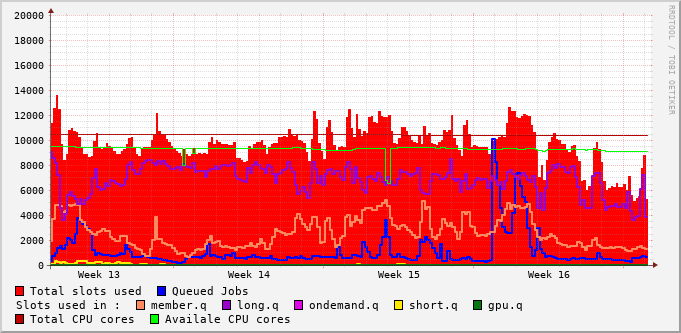 20000
18000
16000
14000
12000
10000
8000
6000
4000
2000
0
Week 13 Week 14 Week 15 Week 16
RRDTOOL / TOBI OETIKER
Total slots used Queued Jobs
Slots used in : member.q long.q ondemand.q short.q gpu.q
Total CPU cores Availale CPU cores